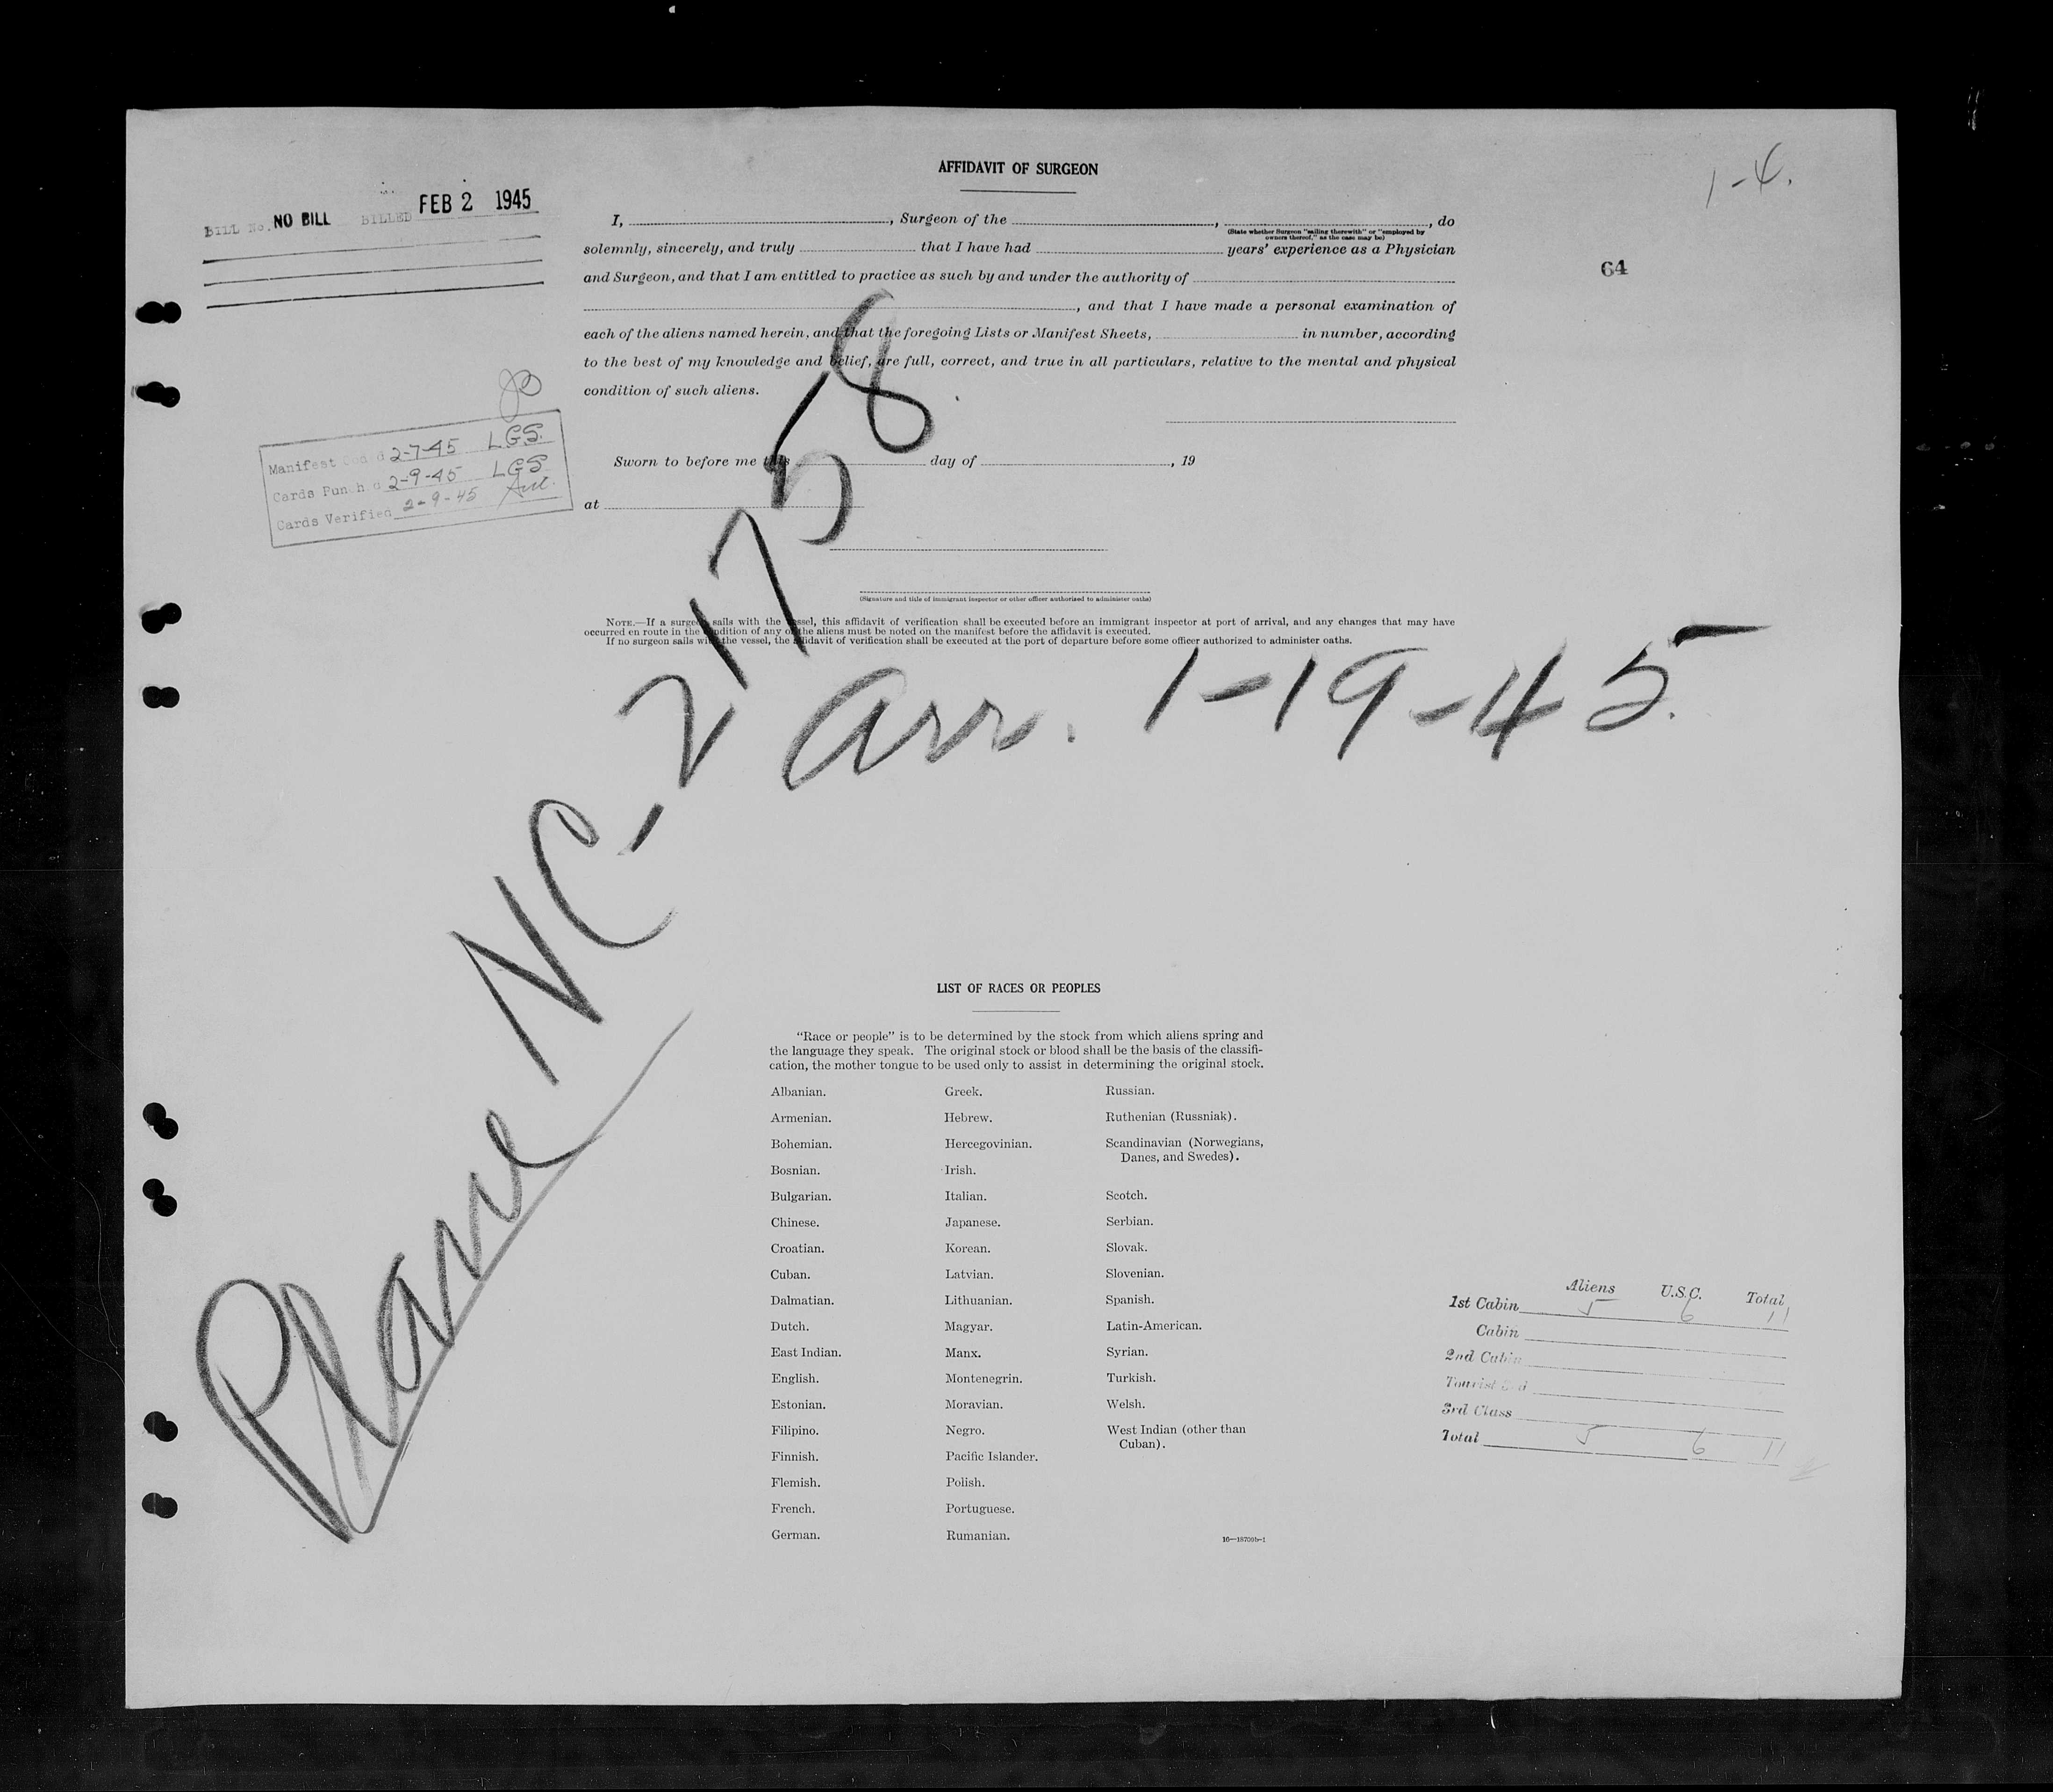 AFFIDAVIT OF SURGEON
1-4.
BILL No. NO BILL BILLED FEB 2 1945
64
I, , Surgeon of the , , do
(State whether Surgeon "sailing therewith" or "employed by
owners thereof," as the case may be)
solemnly, sincerely, and truly that I have had years' experience as a Physician
and Surgeon, and that I am entitled to practice as such by and under the authority of
, and that I have made a personal examination of
each of the aliens named herein, and that the foregoing Lists or Manifest Sheets, in number, according
to the best of my knowledge and belief, are full, correct, and true in all particulars, relative to the mental and physical
condition of such aliens.
Manifest Coded 2-7-45 LGS.
Cards Punched 2-9-45 LGS
Cards Verified 2-9-45
Sworn to before me this day of , 19
at
(Signature and title of immigrant inspector or other officer authorized to administer oaths)
NOTE.—If a surgeon sails with the vessel, this affidavit of verification shall be executed before an immigrant inspector at port of arrival, and any changes that may have
occurred en route in the condition of any of the aliens must be noted on the manifest before the affidavit is executed.
If no surgeon sails with the vessel, the affidavit of verification shall be executed at the port of departure before some officer authorized to administer oaths.
Plane NC-21758
arr. 1-19-45.
LIST OF RACES OR PEOPLES
"Race or people" is to be determined by the stock from which aliens spring and
the language they speak. The original stock or blood shall be the basis of the classifi-
cation, the mother tongue to be used only to assist in determining the original stock.
Albanian.
Armenian.
Bohemian.
Bosnian.
Bulgarian.
Chinese.
Croatian.
Cuban.
Dalmatian.
Dutch.
East Indian.
English.
Estonian.
Filipino.
Finnish.
Flemish.
French.
German.
Greek.
Hebrew.
Hercegovinian.
Irish.
Italian.
Japanese.
Korean.
Latvian.
Lithuanian.
Magyar.
Manx.
Montenegrin.
Moravian.
Negro.
Pacific Islander.
Polish.
Portuguese.
Rumanian.
Russian.
Ruthenian (Russniak).
Scandinavian (Norwegians,
Danes, and Swedes).
Scotch.
Serbian.
Slovak.
Slovenian.
Spanish.
Latin-American.
Syrian.
Turkish.
Welsh.
West Indian (other than
Cuban).
16—18709b-1
Aliens U.S.C. Total
1st Cabin 5 6 11
Cabin
2nd Cabin
Tourist 3rd
3rd Class
Total 5 6 11